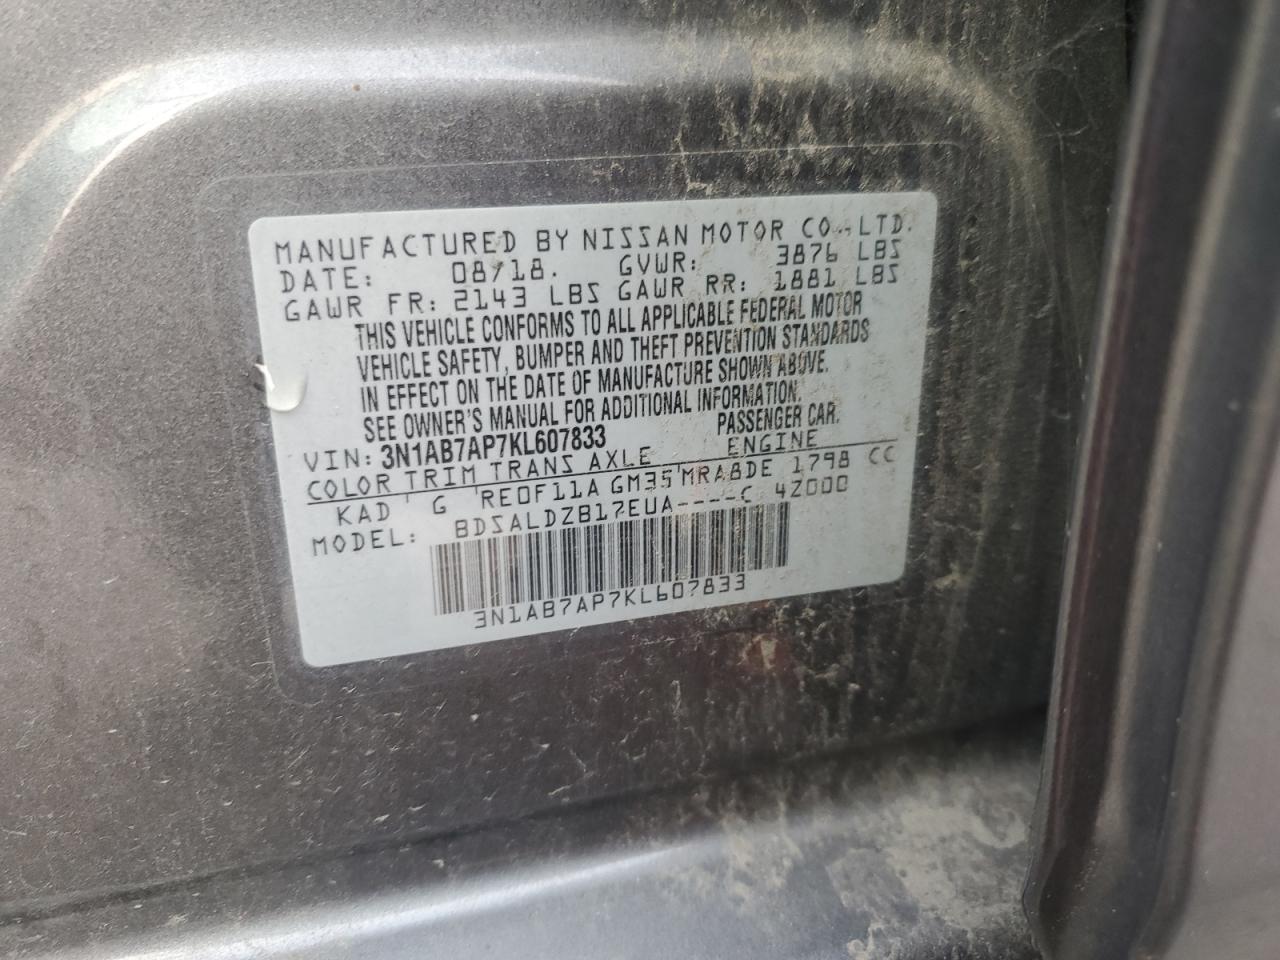 MANUFACTURED BY NISSAN MOTOR CO.,LTD.
DATE: 08/18. GVWR: 3876 LBS
GAWR FR: 2143 LBS GAWR RR: 1881 LBS
THIS VEHICLE CONFORMS TO ALL APPLICABLE FEDERAL MOTOR
VEHICLE SAFETY, BUMPER AND THEFT PREVENTION STANDARDS
IN EFFECT ON THE DATE OF MANUFACTURE SHOWN ABOVE.
SEE OWNER'S MANUAL FOR ADDITIONAL INFORMATION.
VIN: 3N1AB7AP7KL607833 PASSENGER CAR.
COLOR TRIM TRANS AXLE ENGINE
KAD G RE0F11A GM35 MRA8DE 1798 CC
MODEL: BDSALDZB17EUA----C 4Z000
3N1AB7AP7KL607833